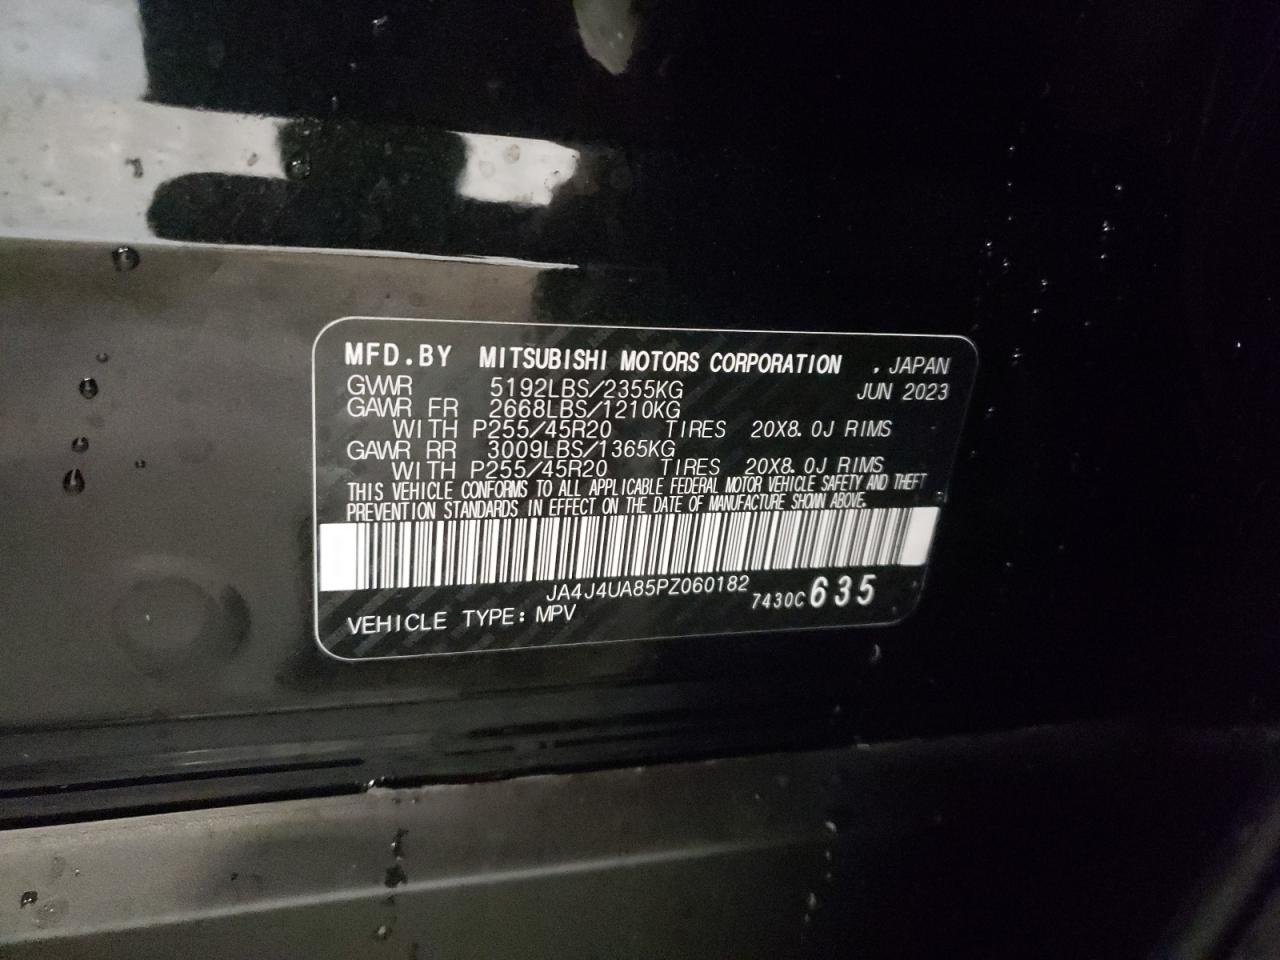 MFD.BY MITSUBISHI MOTORS CORPORATION , JAPAN
GVWR 5192LBS/2355KG JUN 2023
GAWR FR 2668LBS/1210KG
WITH P255/45R20 TIRES 20X8.0J RIMS
GAWR RR 3009LBS/1365KG
WITH P255/45R20 TIRES 20X8.0J RIMS
THIS VEHICLE CONFORMS TO ALL APPLICABLE FEDERAL MOTOR VEHICLE SAFETY AND THEFT
PREVENTION STANDARDS IN EFFECT ON THE DATE OF MANUFACTURE SHOWN ABOVE.
JA4J4UA85PZ060182 7430C635
VEHICLE TYPE: MPV